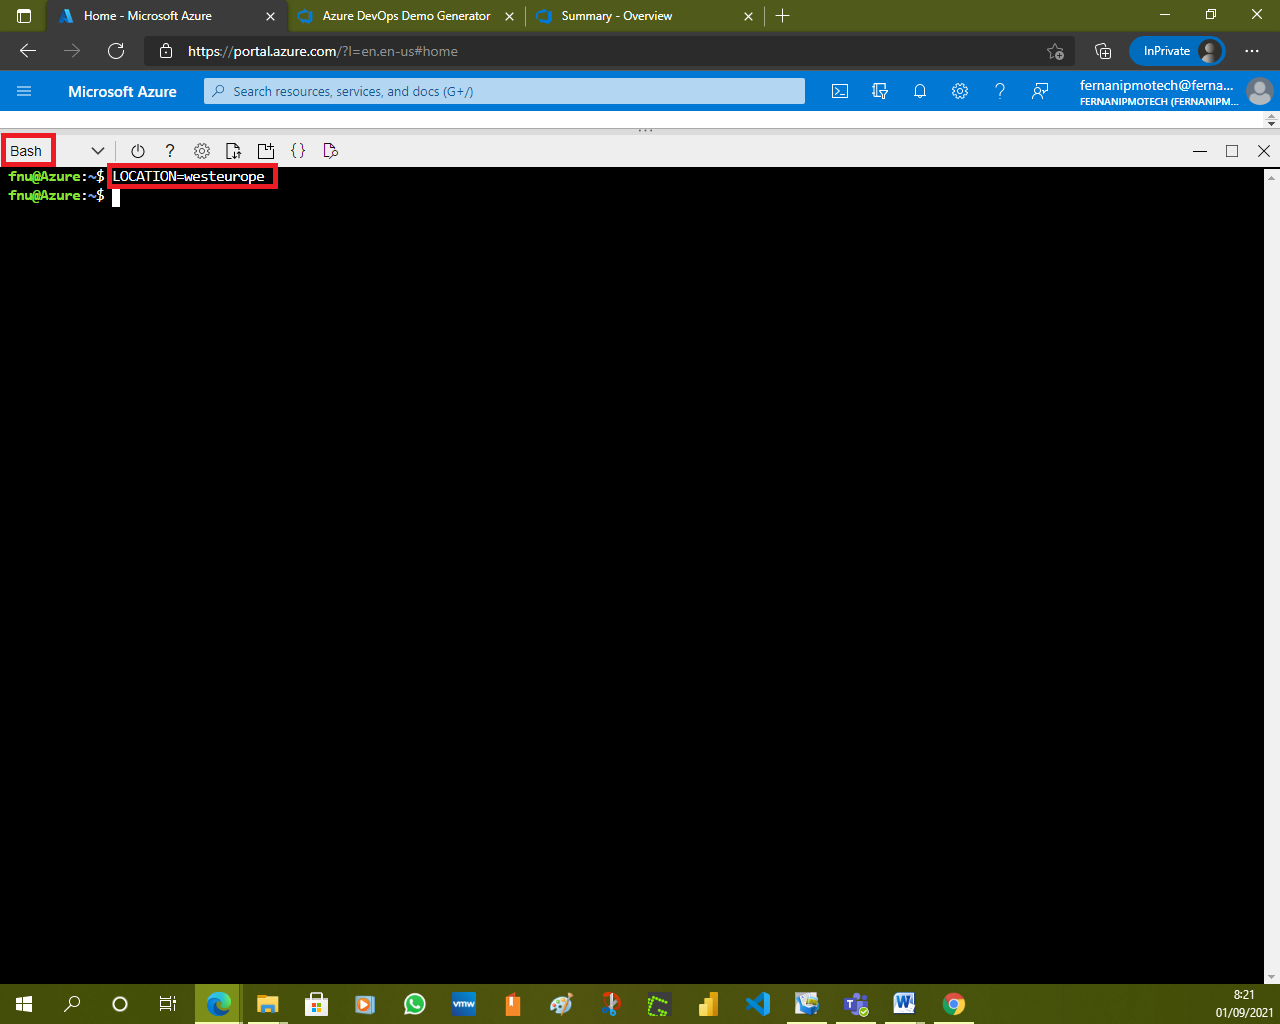 Home - Microsoft Azure
Azure DevOps Demo Generator
Summary - Overview
https://portal.azure.com/?l=en.en-us#home
InPrivate
Microsoft Azure
Search resources, services, and docs (G+/)
fernanipmotech@ferna...
FERNANIPMOTECH (FERNANIPM...
Bash
fnu@Azure:~$ LOCATION=westeurope
fnu@Azure:~$
vmw
8:21
01/09/2021